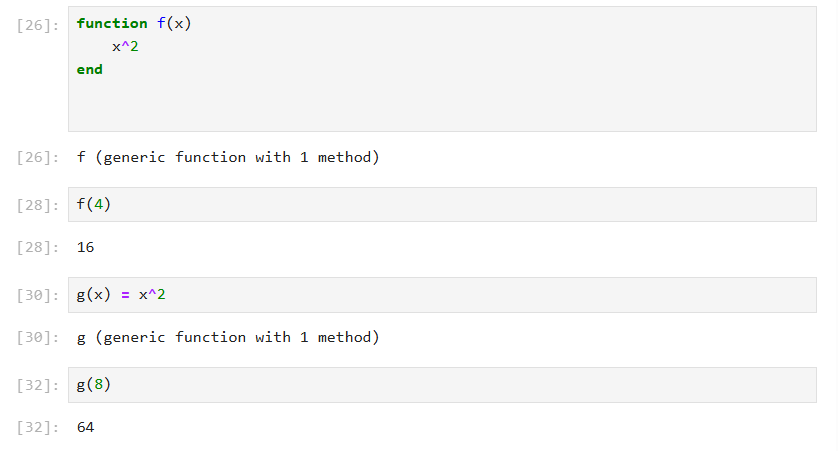 [26]: function f(x)
    x^2
end
[26]: f (generic function with 1 method)
[28]: f(4)
[28]: 16
[30]: g(x) = x^2
[30]: g (generic function with 1 method)
[32]: g(8)
[32]: 64